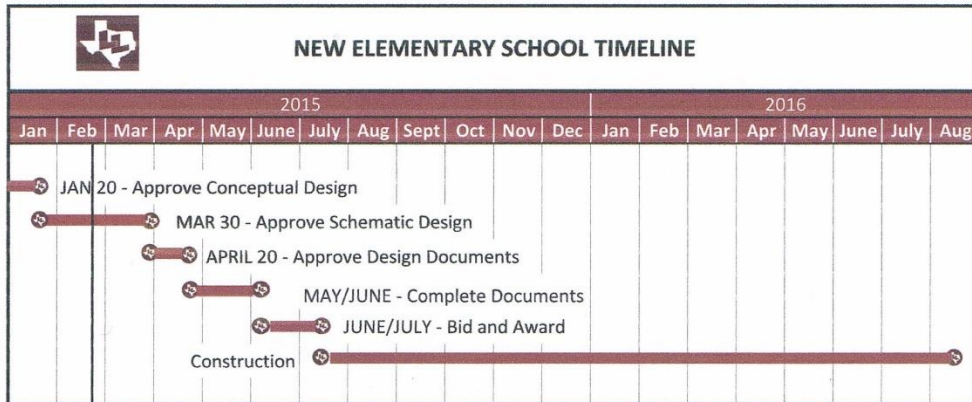 NEW ELEMENTARY SCHOOL TIMELINE
2015 2016
Jan Feb Mar Apr May June July Aug Sept Oct Nov Dec Jan Feb Mar Apr May June July Aug
JAN 20 - Approve Conceptual Design
MAR 30 - Approve Schematic Design
APRIL 20 - Approve Design Documents
MAY/JUNE - Complete Documents
JUNE/JULY - Bid and Award
Construction